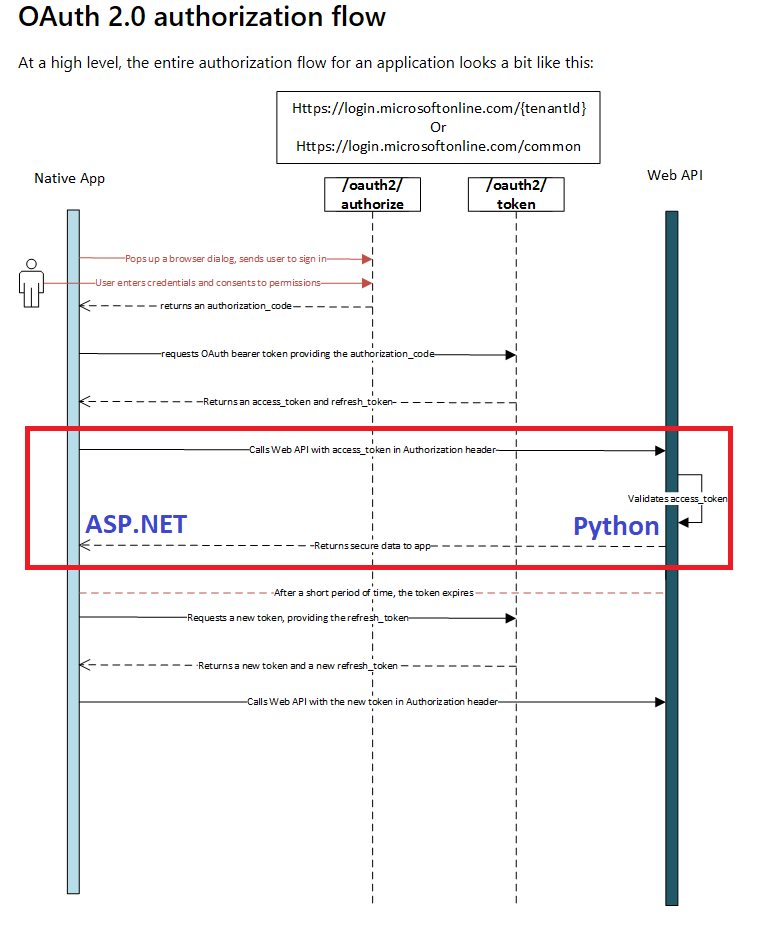 OAuth 2.0 authorization flow
At a high level, the entire authorization flow for an application looks a bit like this:
Https://login.microsoftonline.com/{tenantId}
Or
Https://login.microsoftonline.com/common
Native App
/oauth2/
authorize
/oauth2/
token
Web API
Pops up a browser dialog, sends user to sign in
User enters credentials and consents to permissions
returns an authorization_code
requests OAuth bearer token providing the authorization_code
Returns an access_token and refresh_token
Calls Web API with access_token in Authorization header
Validates access_token
ASP.NET
Python
Returns secure data to app
After a short period of time, the token expires
Requests a new token, providing the refresh_token
Returns a new token and a new refresh_token
Calls Web API with the new token in Authorization header